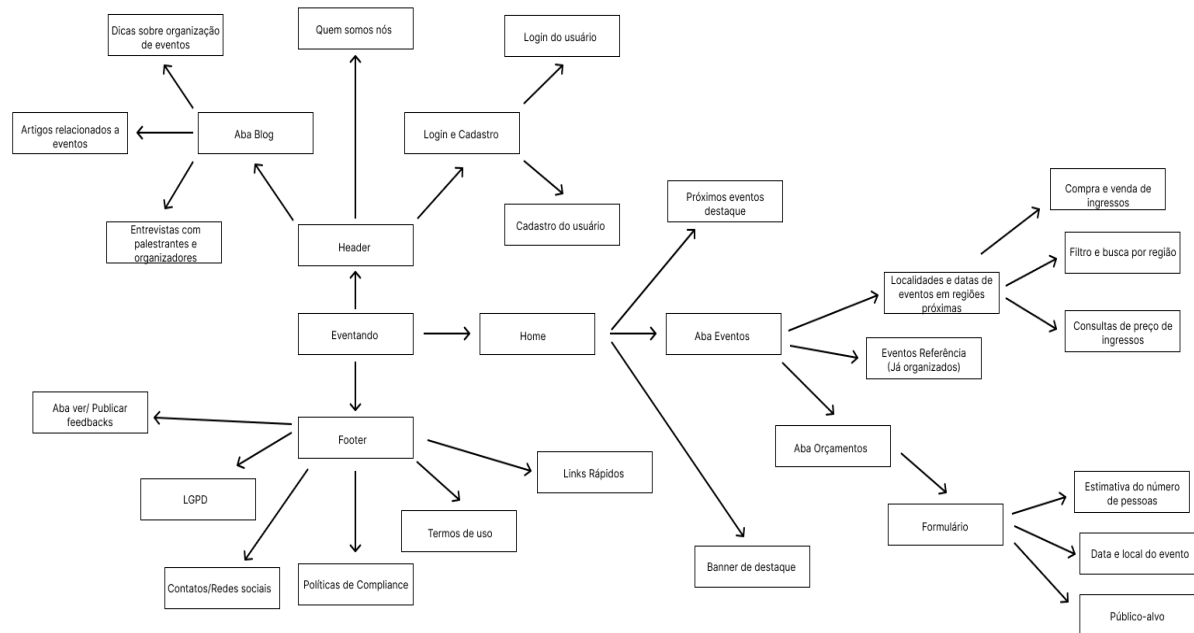 Dicas sobre organização
de eventos
Quem somos nós
Login do usuário
Artigos relacionados a
eventos
Aba Blog
Login e Cadastro
Entrevistas com
palestrantes e
organizadores
Header
Cadastro do usuário
Próximos eventos
destaque
Compra e venda de
ingressos
Filtro e busca por região
Localidades e datas de
eventos em regiões
próximas
Consultas de preço de
ingressos
Eventando
Home
Aba Eventos
Eventos Referência
(Já organizados)
Aba ver/ Publicar
feedbacks
Footer
Aba Orçamentos
Links Rápidos
LGPD
Termos de uso
Estimativa do número
de pessoas
Formulário
Data e local do evento
Contatos/Redes sociais
Políticas de Compliance
Banner de destaque
Público-alvo